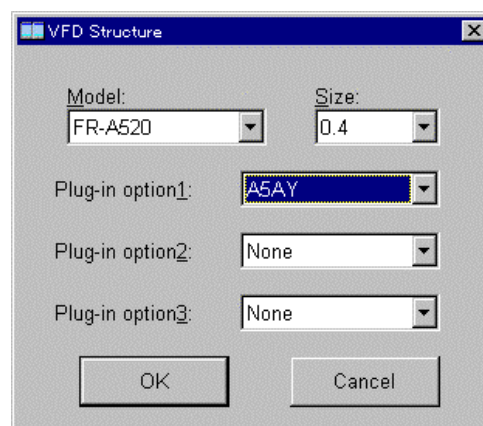 VFD Structure
Model: Size:
FR-A520 0.4
Plug-in option1: A5AY
Plug-in option2: None
Plug-in option3: None
OK Cancel